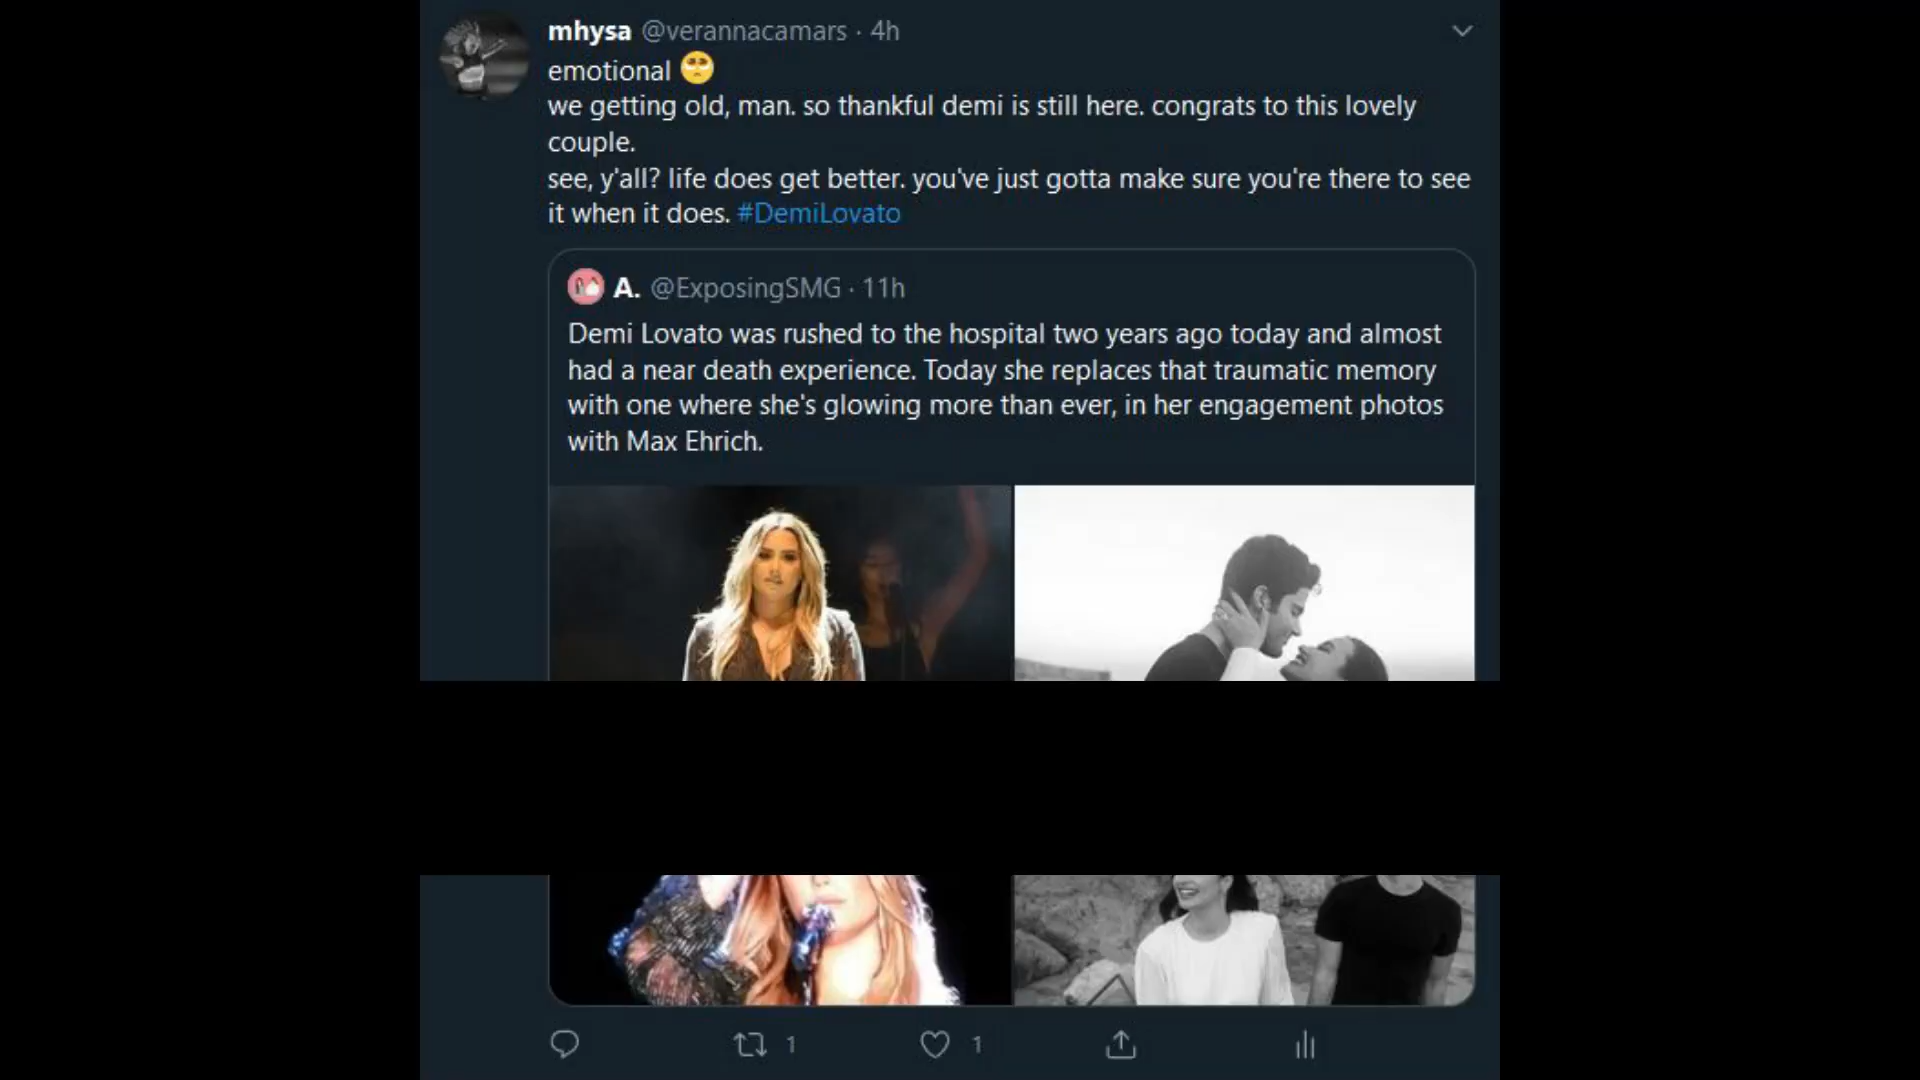 mhysa @verannacamars · 4h
emotional 🥺
we getting old, man. so thankful demi is still here. congrats to this lovely
couple.
see, y'all? life does get better. you've just gotta make sure you're there to see
it when it does. #DemiLovato
A. @ExposingSMG · 11h
Demi Lovato was rushed to the hospital two years ago today and almost
had a near death experience. Today she replaces that traumatic memory
with one where she's glowing more than ever, in her engagement photos
with Max Ehrich.
1 1